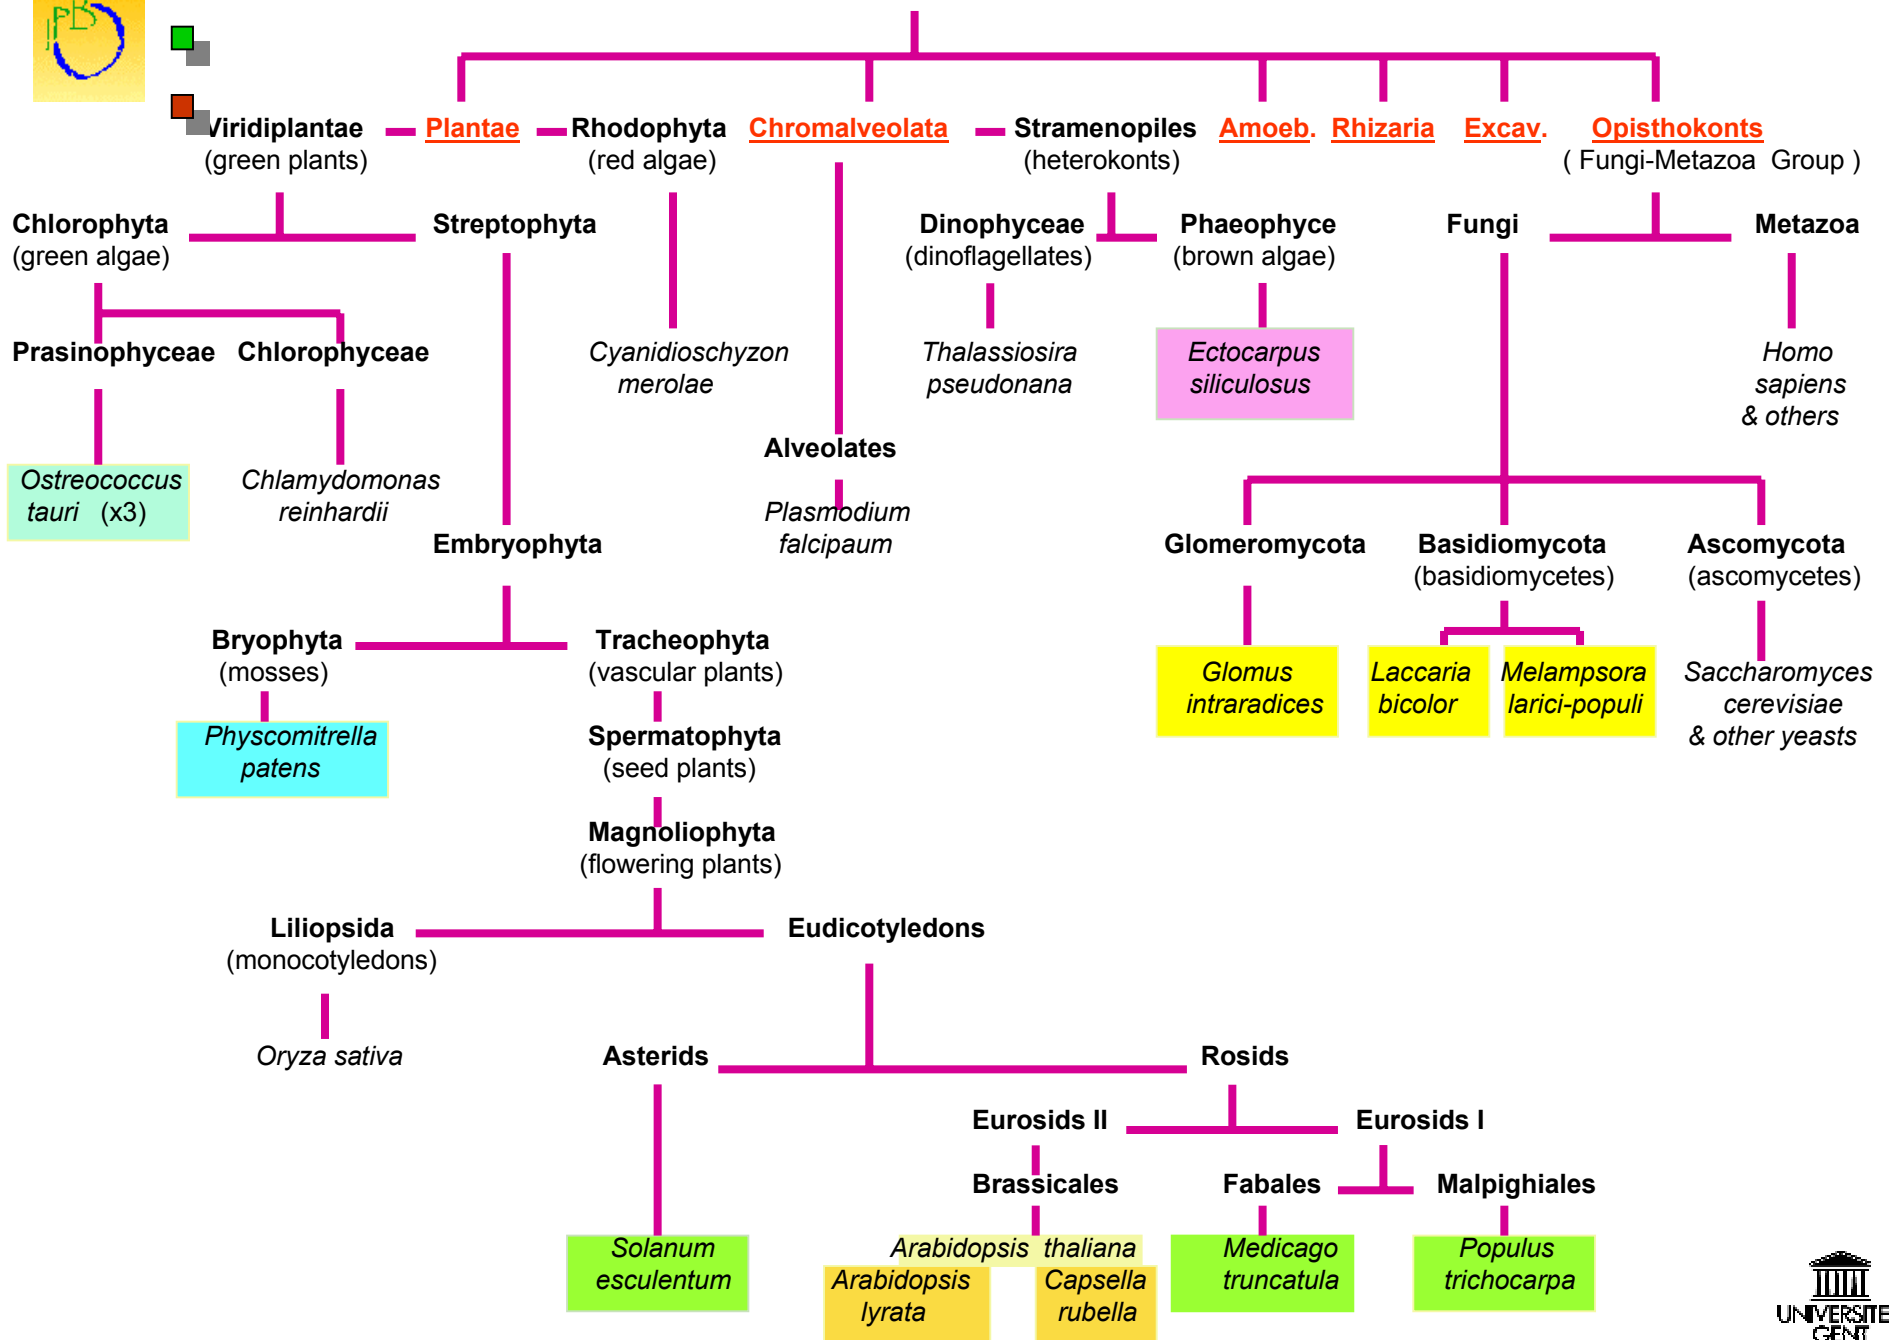 Viridiplantae
(green plants)
Plantae
Rhodophyta
(red algae)
Chromalveolata
Stramenopiles
(heterokonts)
Amoeb.
Rhizaria
Excav.
Opisthokonts
( Fungi-Metazoa Group )
Chlorophyta
(green algae)
Streptophyta
Dinophyceae
(dinoflagellates)
Phaeophyce
(brown algae)
Fungi
Metazoa
Prasinophyceae
Chlorophyceae
Cyanidioschyzon
merolae
Thalassiosira
pseudonana
Ectocarpus
siliculosus
Homo
sapiens
& others
Alveolates
Ostreococcus
tauri (x3)
Chlamydomonas
reinhardii
Plasmodium
falcipaum
Embryophyta
Glomeromycota
Basidiomycota
(basidiomycetes)
Ascomycota
(ascomycetes)
Bryophyta
(mosses)
Tracheophyta
(vascular plants)
Glomus
intraradices
Laccaria
bicolor
Melampsora
larici-populi
Saccharomyces
cerevisiae
& other yeasts
Physcomitrella
patens
Spermatophyta
(seed plants)
Magnoliophyta
(flowering plants)
Liliopsida
(monocotyledons)
Eudicotyledons
Oryza sativa
Asterids
Rosids
Eurosids II
Eurosids I
Brassicales
Fabales
Malpighiales
Solanum
esculentum
Arabidopsis thaliana
Arabidopsis
lyrata
Capsella
rubella
Medicago
truncatula
Populus
trichocarpa
UNIVERSITEIT
GENT